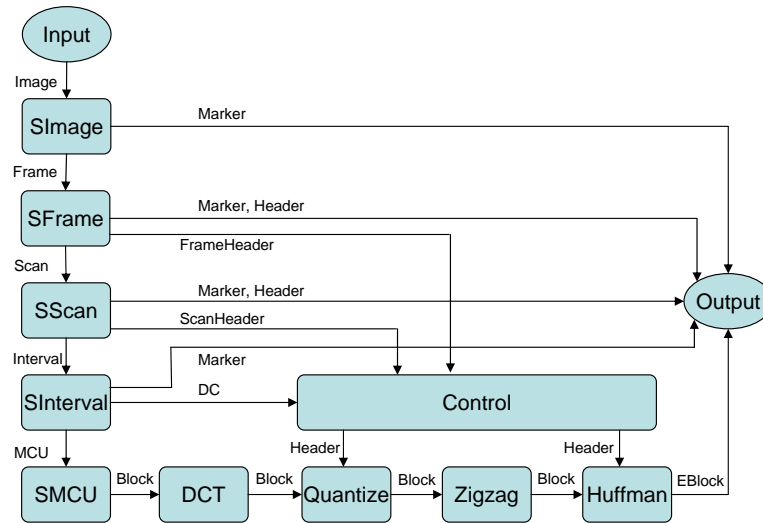 Input
Image
SImage
Marker
Frame
SFrame
Marker, Header
FrameHeader
Scan
SScan
Marker, Header
ScanHeader
Output
Interval
Marker
SInterval
DC
Control
MCU
Header
Header
SMCU
Block
DCT
Block
Quantize
Block
Zigzag
Block
Huffman
EBlock